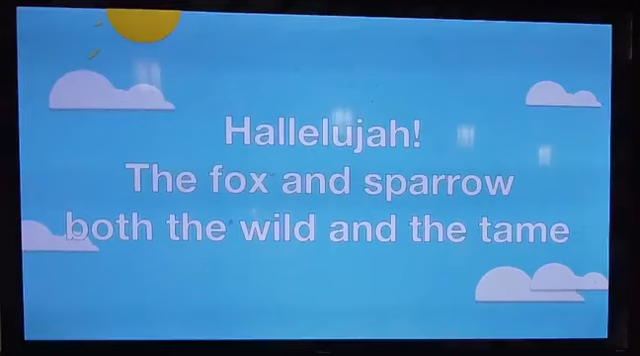 Hallelujah!
The fox and sparrow
both the wild and the tame